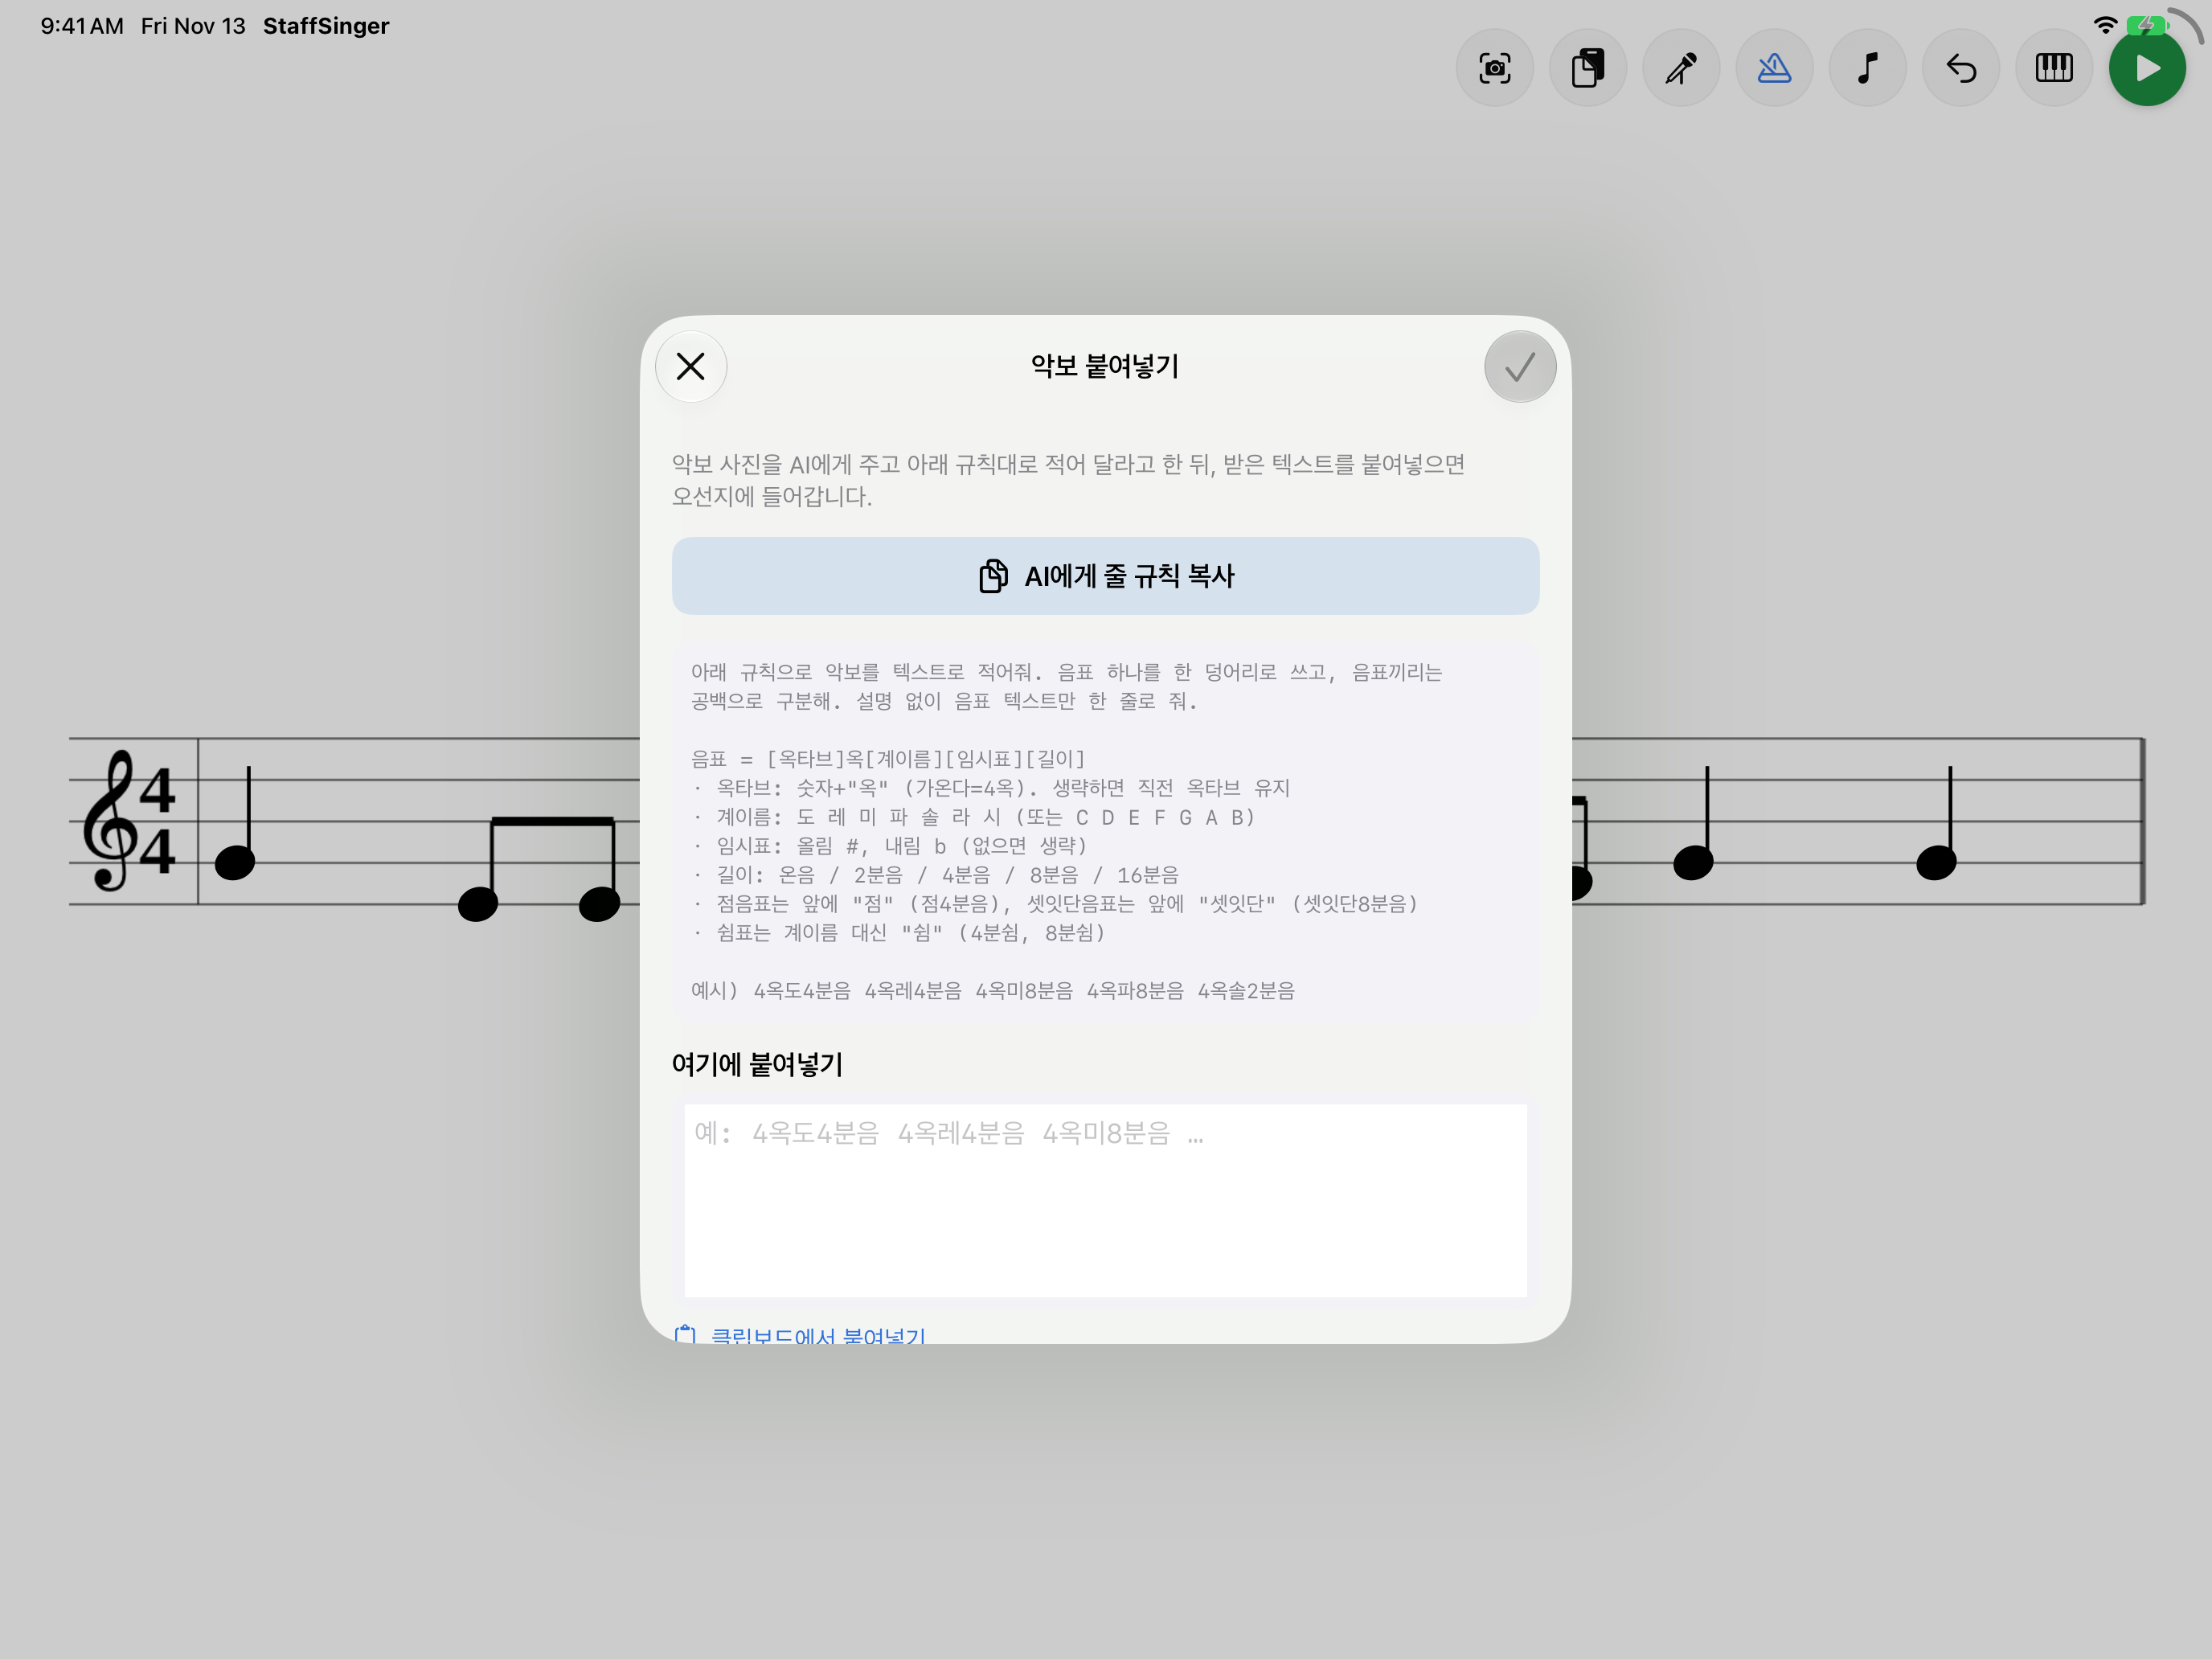 9:41 AM Fri Nov 13 StaffSinger
악보 붙여넣기
악보 사진을 AI에게 주고 아래 규칙대로 적어 달라고 한 뒤, 받은 텍스트를 붙여넣으면
오선지에 들어갑니다.
AI에게 줄 규칙 복사
아래 규칙으로 악보를 텍스트로 적어줘. 음표 하나를 한 덩어리로 쓰고, 음표끼리는
공백으로 구분해. 설명 없이 음표 텍스트만 한 줄로 줘.
음표 = [옥타브]옥[계이름][임시표][길이]
· 옥타브: 숫자+"옥" (가온다=4옥). 생략하면 직전 옥타브 유지
· 계이름: 도 레 미 파 솔 라 시 (또는 C D E F G A B)
· 임시표: 올림 #, 내림 b (없으면 생략)
· 길이: 온음 / 2분음 / 4분음 / 8분음 / 16분음
· 점음표는 앞에 "점" (점4분음), 셋잇단음표는 앞에 "셋잇단" (셋잇단8분음)
· 쉼표는 계이름 대신 "쉼" (4분쉼, 8분쉼)
예시) 4옥도4분음 4옥레4분음 4옥미8분음 4옥파8분음 4옥솔2분음
여기에 붙여넣기
예: 4옥도4분음 4옥레4분음 4옥미8분음 …
클립보드에서 붙여넣기
4
4